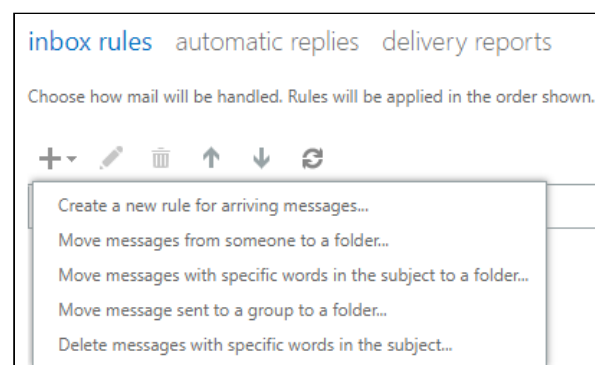 inbox rules automatic replies delivery reports
Choose how mail will be handled. Rules will be applied in the order shown.
Create a new rule for arriving messages...
Move messages from someone to a folder...
Move messages with specific words in the subject to a folder...
Move message sent to a group to a folder...
Delete messages with specific words in the subject...